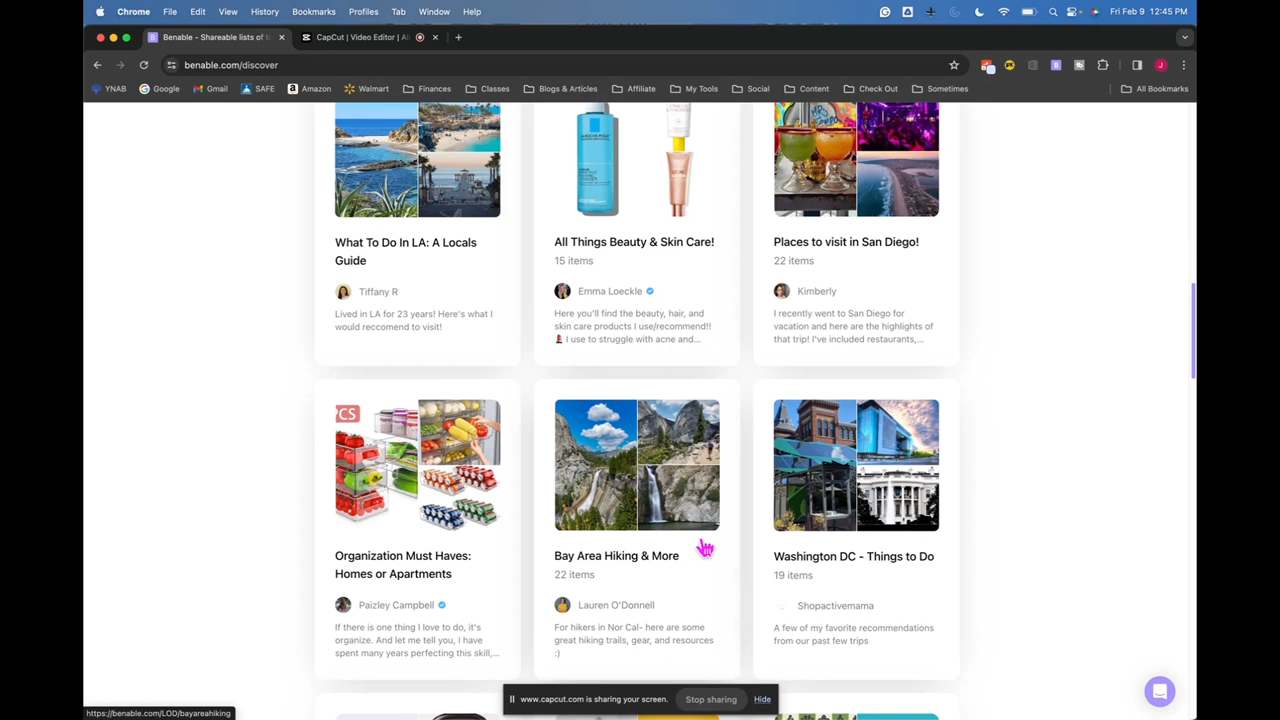 Chrome File Edit View History Bookmarks Profiles Tab Window Help Fri Feb 9 12:45 PM
Benable - Shareable lists of t
CapCut | Video Editor | All
benable.com/discover
YNAB Google Gmail SAFE Amazon Walmart Finances Classes Blogs & Articles Affiliate My Tools Social Content Check Out Sometimes All Bookmarks
What To Do In LA: A Locals
Guide
Tiffany R
Lived in LA for 23 years! Here's what I
would reccomend to visit!
All Things Beauty & Skin Care!
15 items
Emma Loeckle
Here you'll find the beauty, hair, and
skin care products I use/recommend!!
I use to struggle with acne and...
Places to visit in San Diego!
22 items
Kimberly
I recently went to San Diego for
vacation and here are the highlights of
that trip! I've included restaurants,...
PCS
Organization Must Haves:
Homes or Apartments
Paizley Campbell
If there is one thing I love to do, it's
organize. And let me tell you, I have
spent many years perfecting this skill,...
Bay Area Hiking & More
22 items
Lauren O'Donnell
For hikers in Nor Cal- here are some
great hiking trails, gear, and resources
:)
Washington DC - Things to Do
19 items
Shopactivemama
A few of my favorite recommendations
from our past few trips
www.capcut.com is sharing your screen. Stop sharing Hide
https://benable.com/LOD/bayareahiking